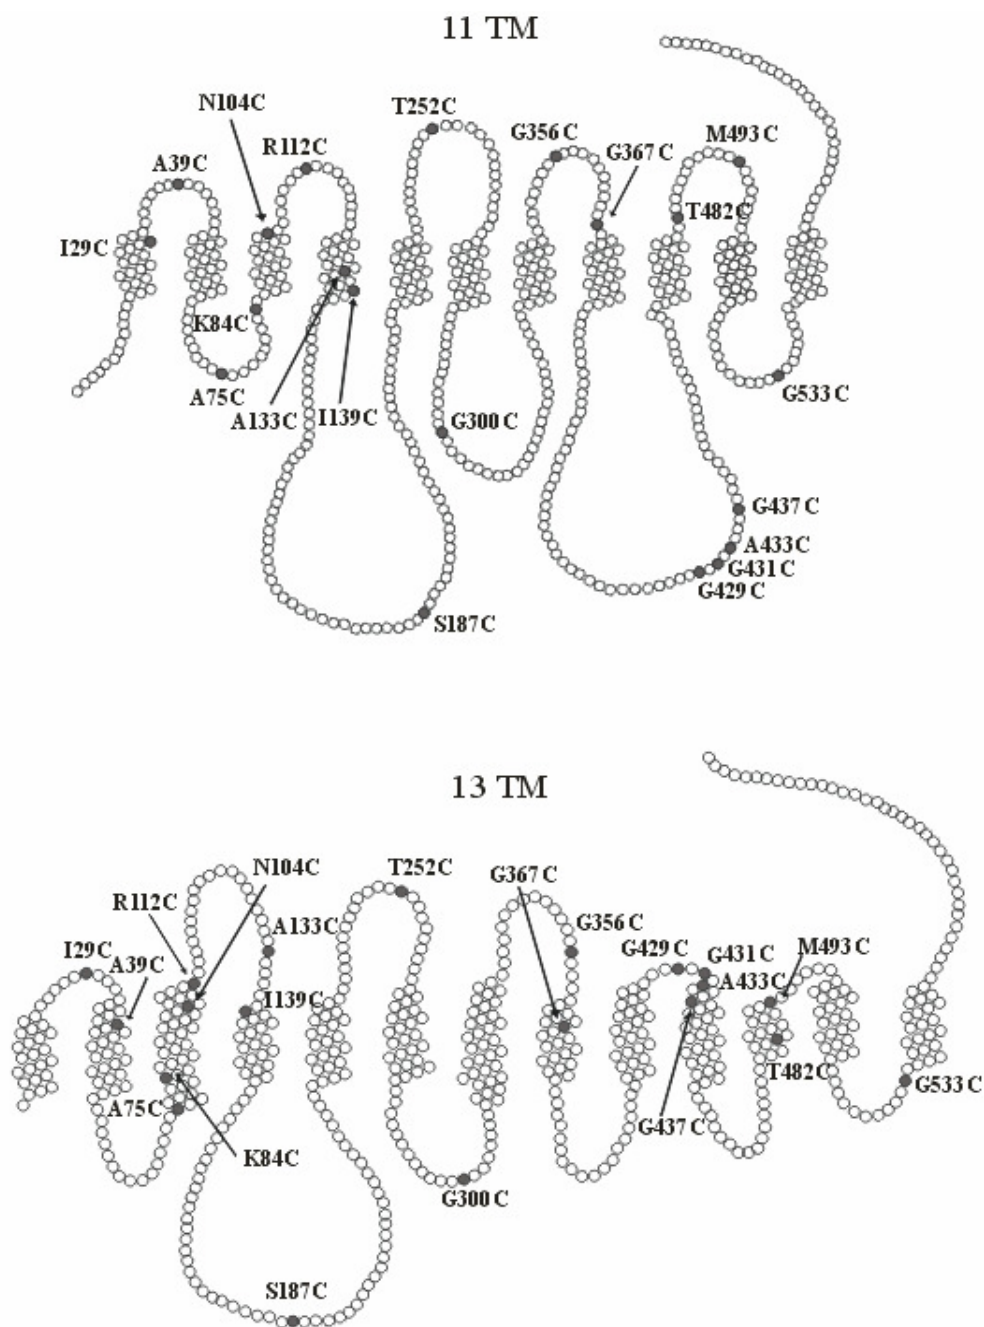 11 TM
N104C
T252C
R112C
G356C
M493C
A39C
G367C
T482C
I29C
K84C
A75C
A133C
I139C
G300C
G533C
G437C
A433C
G431C
G429C
S187C
13 TM
N104C
T252C
G367C
R112C
A133C
G356C
G429C
G431C
M493C
I29C
A39C
A433C
I139C
T482C
A75C
G533C
G437C
K84C
G300C
S187C